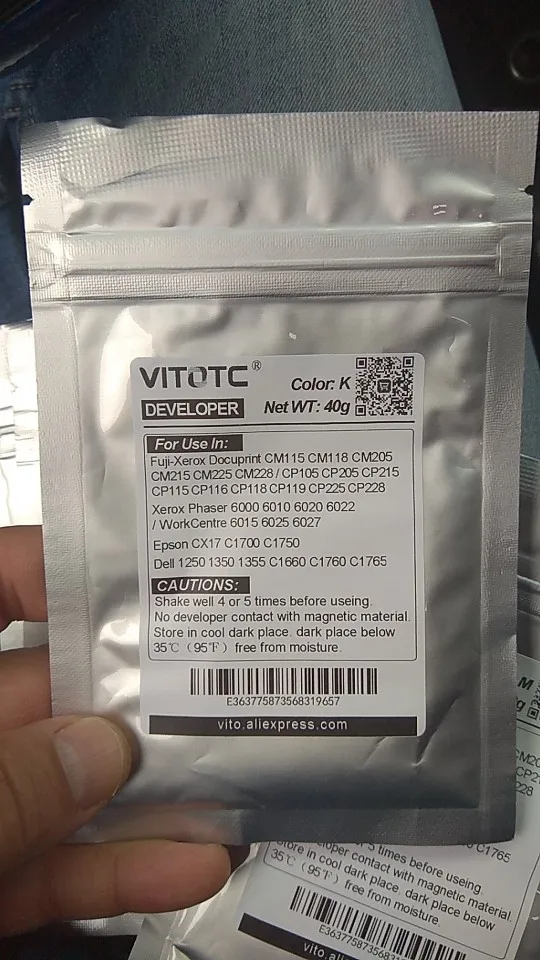 VITOTC®
DEVELOPER
Color: K
Net WT: 40g
For Use In:
Fuji-Xerox Docuprint CM115 CM118 CM205
CM215 CM225 CM228 / CP105 CP205 CP215
CP115 CP116 CP118 CP119 CP225 CP228
Xerox Phaser 6000 6010 6020 6022
/ WorkCentre 6015 6025 6027
Epson CX17 C1700 C1750
Dell 1250 1350 1355 C1660 C1760 C1765
CAUTIONS:
Shake well 4 or 5 times before useing.
No developer contact with magnetic material.
Store in cool dark place. dark place below
35℃（95℉）free from moisture.
E363775873568319657
vito.aliexpress.com
M
g
228
C1765
5 times before useing.
contact with magnetic material.
in cool dark place. dark place below
35℃（95℉）free from moisture.
vito.